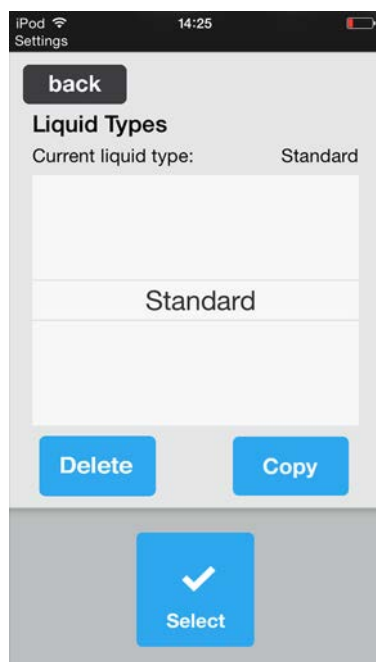 iPod 14:25
Settings
back
Liquid Types
Current liquid type: Standard
Standard
Delete Copy
Select